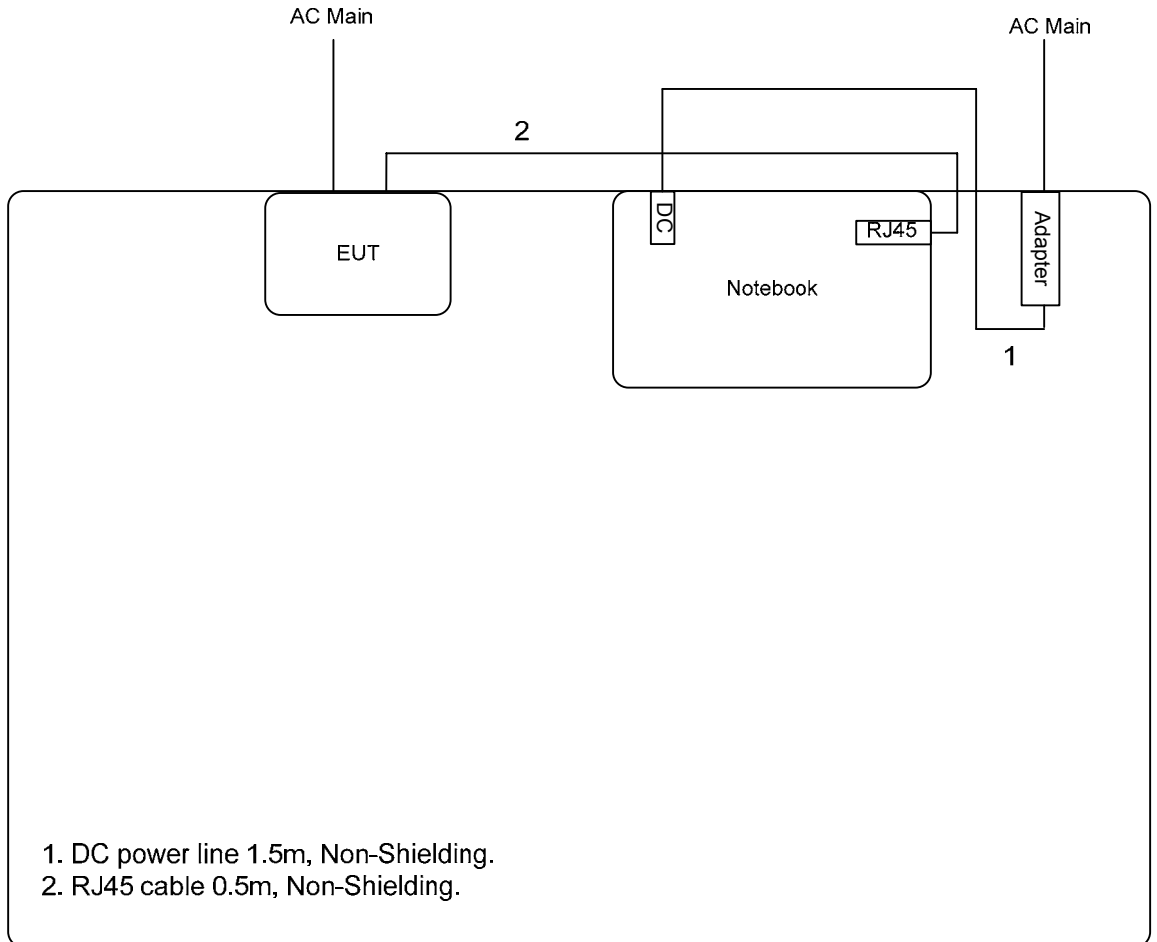 AC Main
AC Main
2
DC
RJ45
Adapter
EUT
Notebook
1
1. DC power line 1.5m, Non-Shielding.
2. RJ45 cable 0.5m, Non-Shielding.